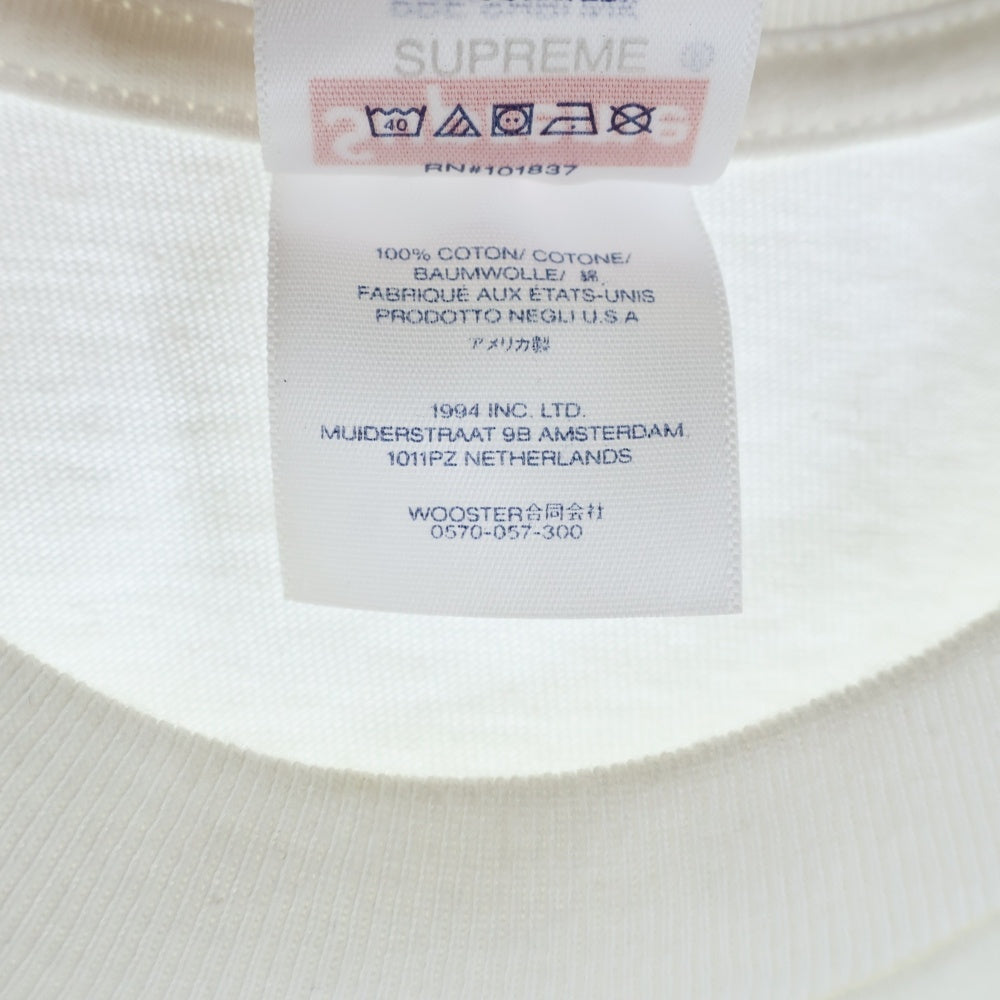 SUPREME
40
RN#101837
100% COTON/ COTONE/
BAUMWOLLE/ 綿
FABRIQUÉ AUX ÉTATS-UNIS
PRODOTTO NEGLI U.S.A
アメリカ製
1994 INC. LTD.
MUIDERSTRAAT 9B AMSTERDAM.
1011PZ NETHERLANDS
WOOSTER合同会社
0570-057-300